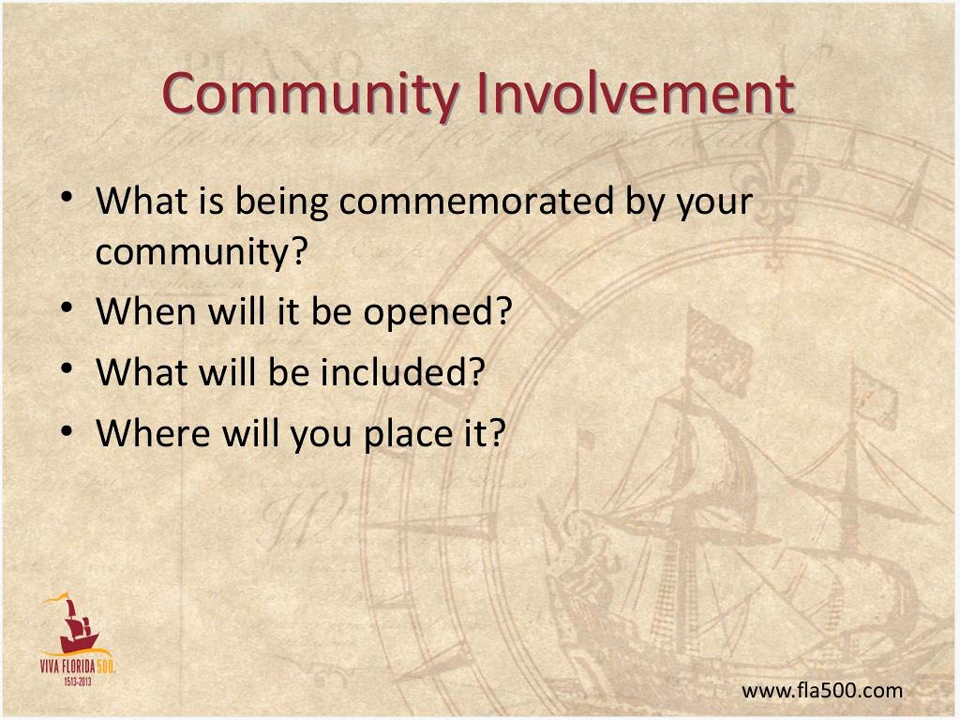 PLANO
Community Involvement
• What is being commemorated by your
community?
• When will it be opened?
• What will be included?
• Where will you place it?
W
VIVA FLORIDA 500.
1513-2013
www.fla500.com